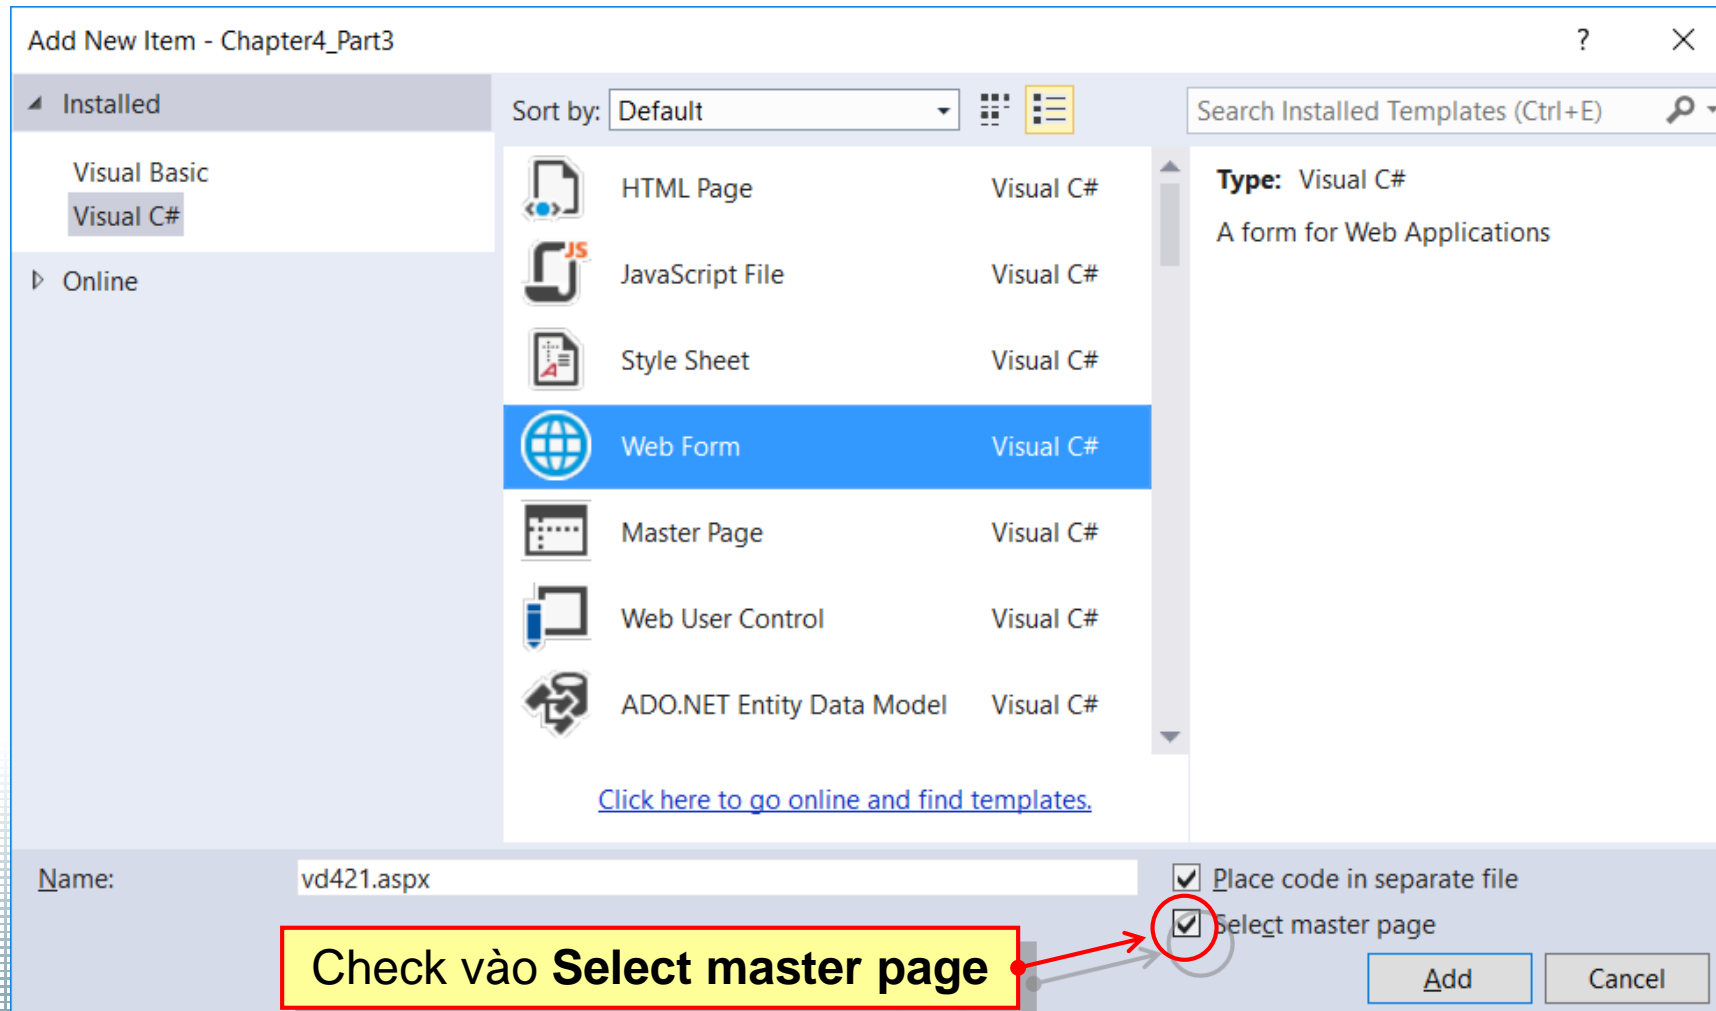 Add New Item - Chapter4_Part3
?
Installed
Visual Basic
Visual C#
Online
Sort by: Default
Search Installed Templates (Ctrl+E)
HTML Page Visual C#
JS
JavaScript File Visual C#
A
Style Sheet Visual C#
Web Form Visual C#
Master Page Visual C#
Web User Control Visual C#
ADO.NET Entity Data Model Visual C#
Click here to go online and find templates.
Type: Visual C#
A form for Web Applications
Name: vd421.aspx
Place code in separate file
Select master page
Check vào Select master page
Add Cancel